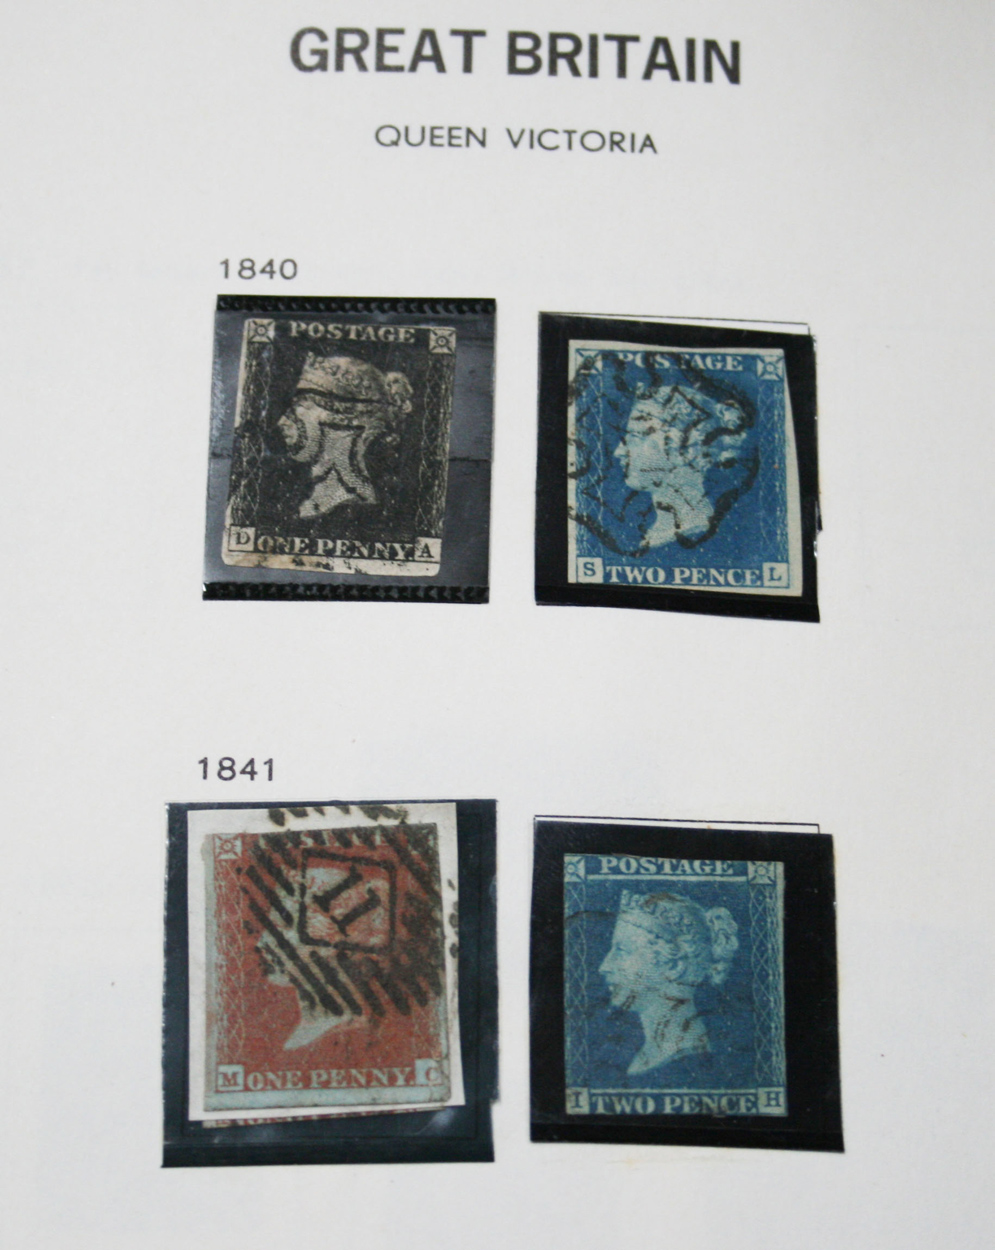 GREAT BRITAIN
QUEEN VICTORIA
1840
POSTAGE
D ONE PENNY. A
POSTAGE
S TWO PENCE L
1841
11
M ONE PENNY. C
POSTAGE
I TWO PENCE H